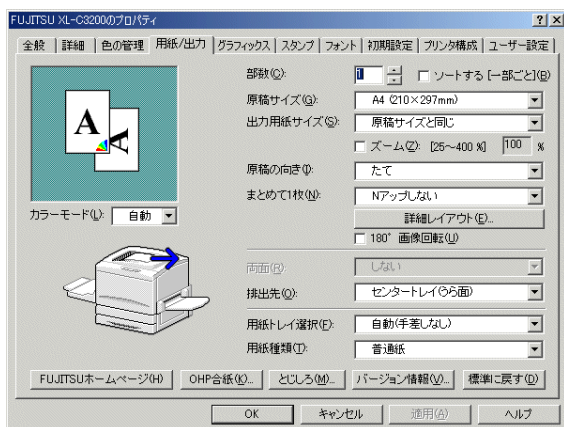 FUJITSU XL-C3200のプロパティ
全般 詳細 色の管理 用紙/出力 グラフィックス スタンプ フォント 初期設定 プリンタ構成 ユーザー設定
部数(C): 1 ソートする [一部ごと](B)
原稿サイズ(G): A4 (210×297mm)
出力用紙サイズ(S): 原稿サイズと同じ
ズーム(Z): [25～400 %] 100 %
原稿の向き(I): たて
まとめて1枚(N): Nアップしない
カラーモード(L): 自動
詳細レイアウト(E)...
180° 画像回転(U)
両面(R) しない
排出先(O): センタートレイ(うら面)
用紙トレイ選択(F): 自動(手差しなし)
用紙種類(T): 普通紙
FUJITSUホームページ(H) OHP合紙(K)... とじしろ(M)... バージョン情報(V)... 標準に戻す(D)
OK キャンセル 適用(A) ヘルプ
A
A